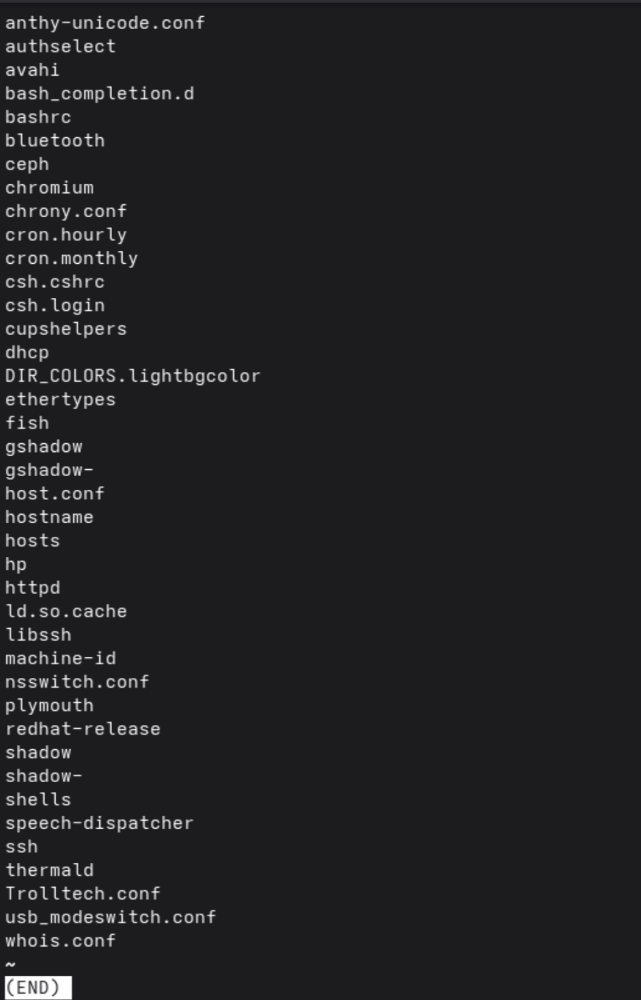 anthy-unicode.conf
authselect
avahi
bash_completion.d
bashrc
bluetooth
ceph
chromium
chrony.conf
cron.hourly
cron.monthly
csh.cshrc
csh.login
cupshelpers
dhcp
DIR_COLORS.lightbgcolor
ethertypes
fish
gshadow
gshadow-
host.conf
hostname
hosts
hp
httpd
ld.so.cache
libssh
machine-id
nsswitch.conf
plymouth
redhat-release
shadow
shadow-
shells
speech-dispatcher
ssh
thermald
Trolltech.conf
usb_modeswitch.conf
whois.conf
~
(END)